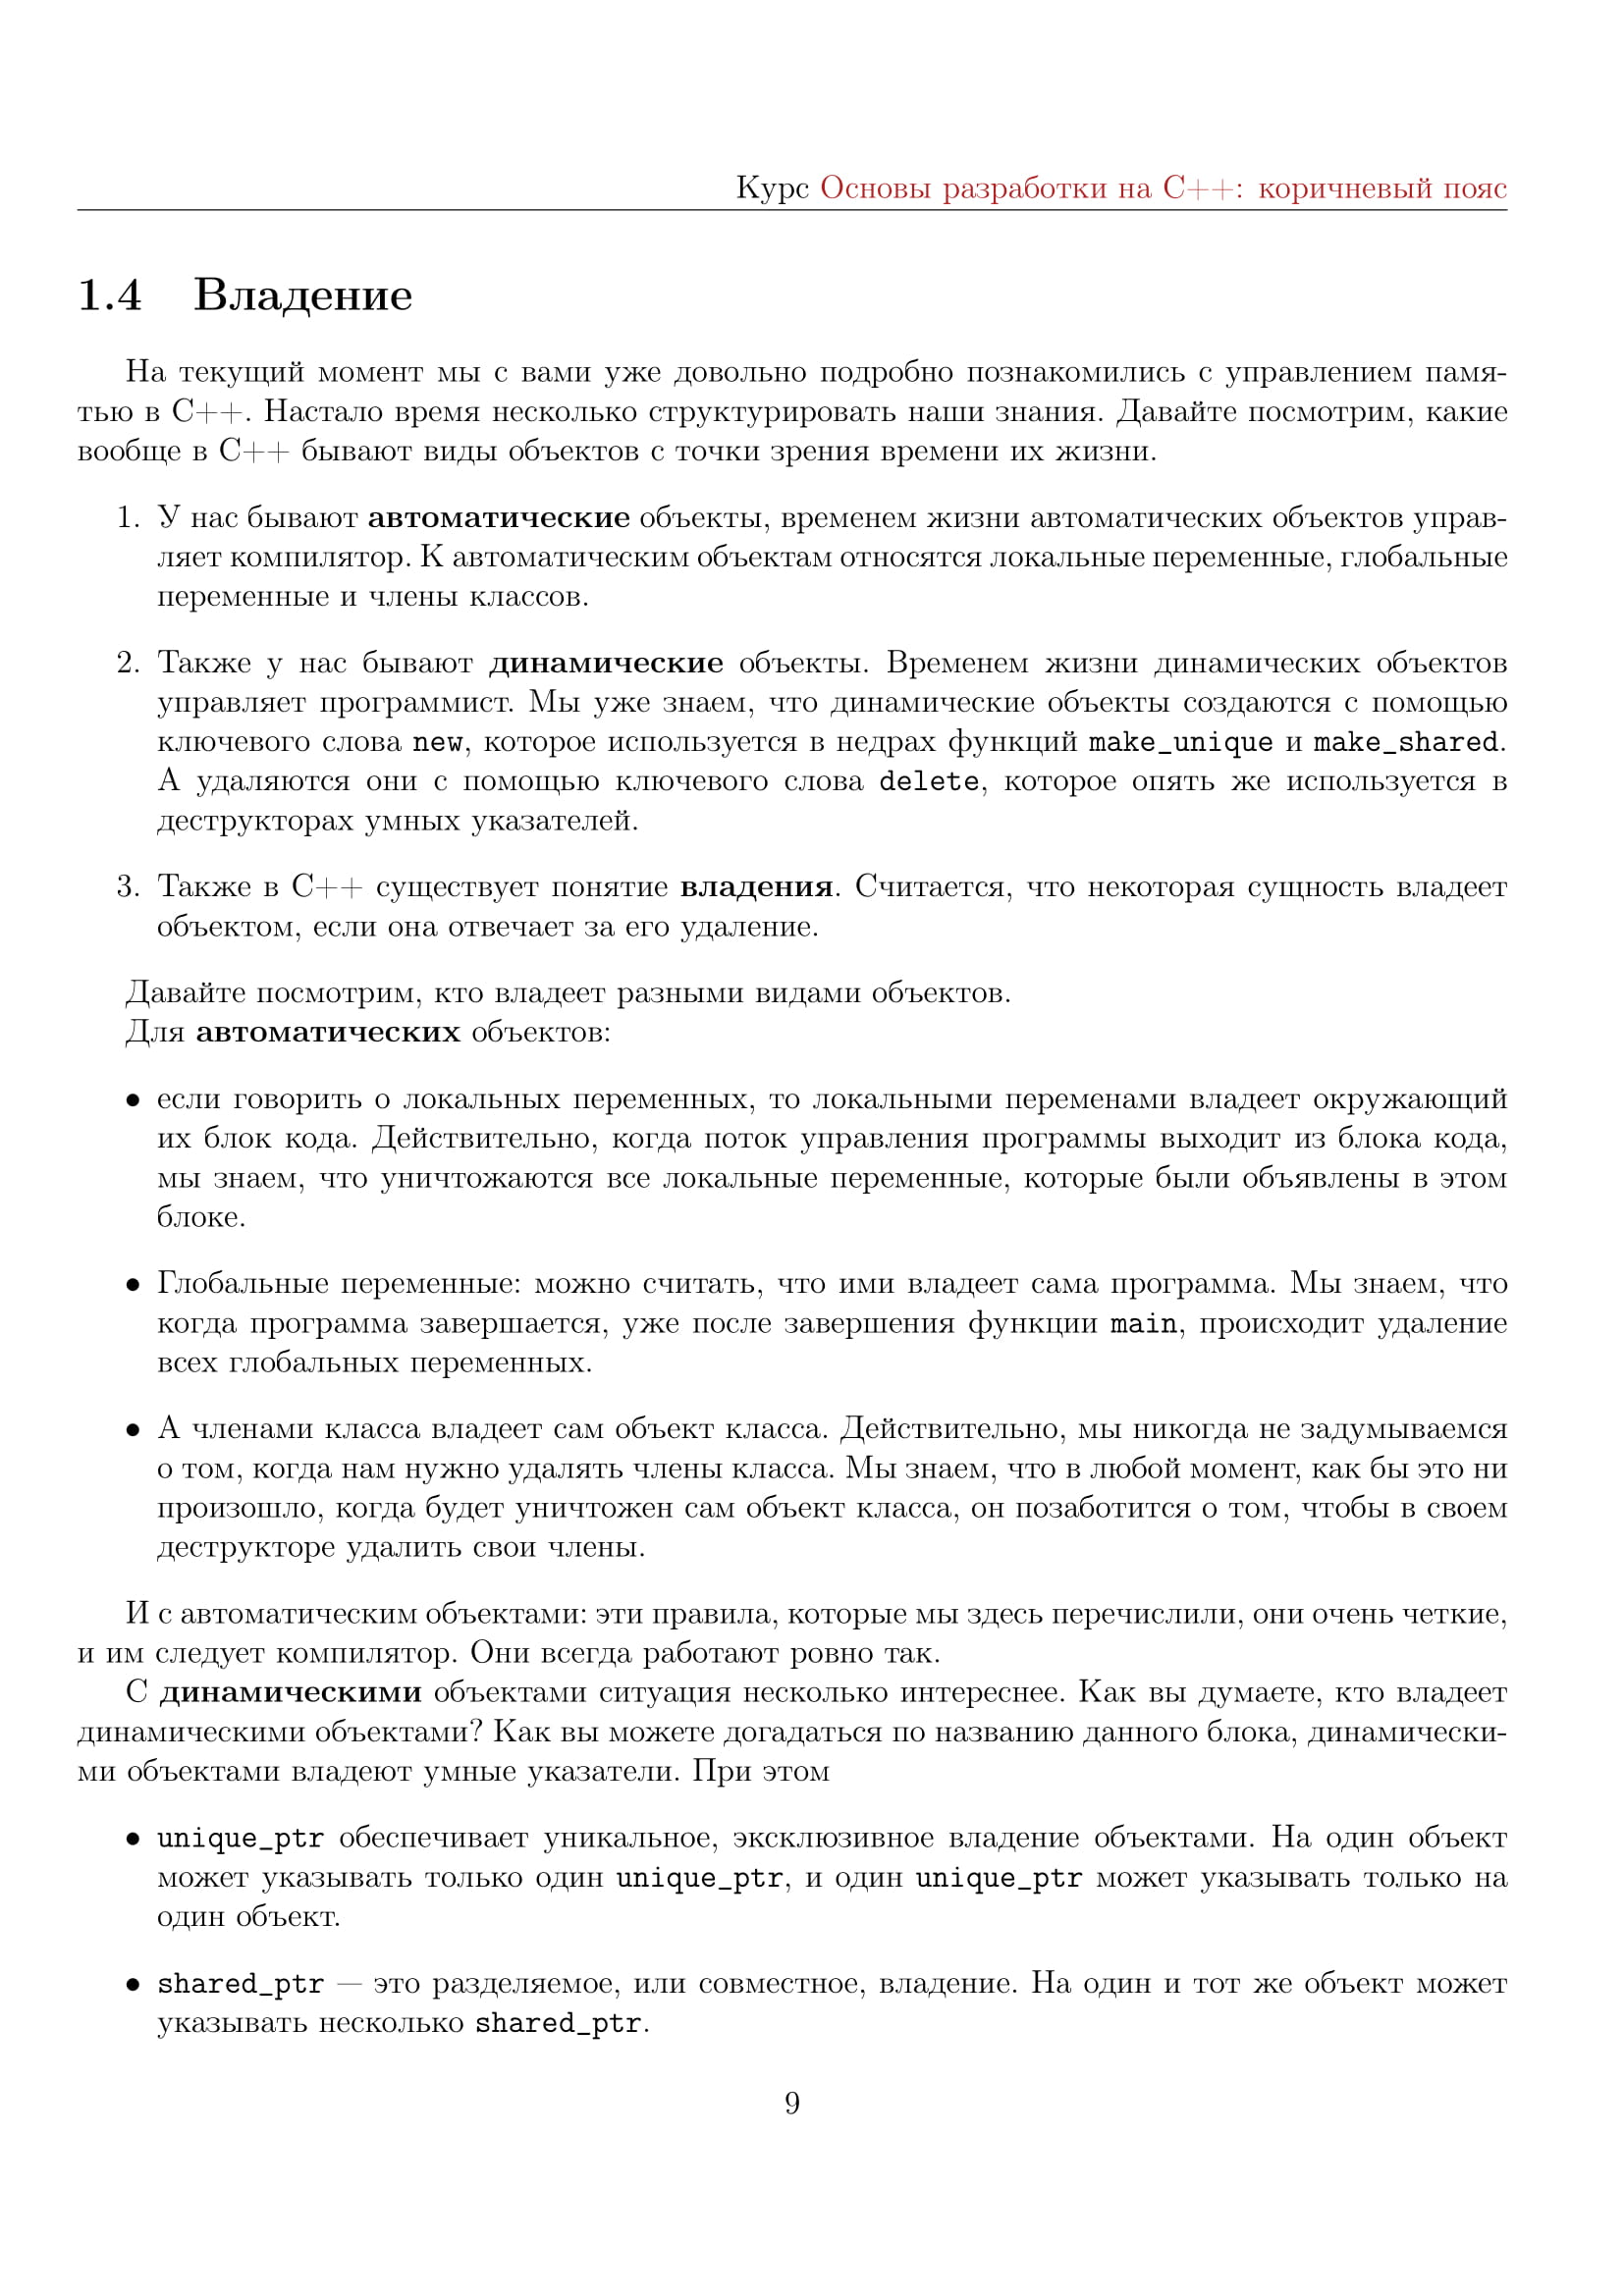 Курс Основы разработки на C++: коричневый пояс
1.4 Владение
На текущий момент мы с вами уже довольно подробно познакомились с управлением памя-
тью в C++. Настало время несколько структурировать наши знания. Давайте посмотрим, какие
вообще в C++ бывают виды объектов с точки зрения времени их жизни.
1. У нас бывают автоматические объекты, временем жизни автоматических объектов управ-
ляет компилятор. К автоматическим объектам относятся локальные переменные, глобальные
переменные и члены классов.
2. Также у нас бывают динамические объекты. Временем жизни динамических объектов
управляет программист. Мы уже знаем, что динамические объекты создаются с помощью
ключевого слова new, которое используется в недрах функций make_unique и make_shared.
А удаляются они с помощью ключевого слова delete, которое опять же используется в
деструкторах умных указателей.
3. Также в C++ существует понятие владения. Считается, что некоторая сущность владеет
объектом, если она отвечает за его удаление.
Давайте посмотрим, кто владеет разными видами объектов.
Для автоматических объектов:
• если говорить о локальных переменных, то локальными переменами владеет окружающий
их блок кода. Действительно, когда поток управления программы выходит из блока кода,
мы знаем, что уничтожаются все локальные переменные, которые были объявлены в этом
блоке.
• Глобальные переменные: можно считать, что ими владеет сама программа. Мы знаем, что
когда программа завершается, уже после завершения функции main, происходит удаление
всех глобальных переменных.
• А членами класса владеет сам объект класса. Действительно, мы никогда не задумываемся
о том, когда нам нужно удалять члены класса. Мы знаем, что в любой момент, как бы это ни
произошло, когда будет уничтожен сам объект класса, он позаботится о том, чтобы в своем
деструкторе удалить свои члены.
И с автоматическим объектами: эти правила, которые мы здесь перечислили, они очень четкие,
и им следует компилятор. Они всегда работают ровно так.
С динамическими объектами ситуация несколько интереснее. Как вы думаете, кто владеет
динамическими объектами? Как вы можете догадаться по названию данного блока, динамически-
ми объектами владеют умные указатели. При этом
• unique_ptr обеспечивает уникальное, эксклюзивное владение объектами. На один объект
может указывать только один unique_ptr, и один unique_ptr может указывать только на
один объект.
• shared_ptr — это разделяемое, или совместное, владение. На один и тот же объект может
указывать несколько shared_ptr.
9